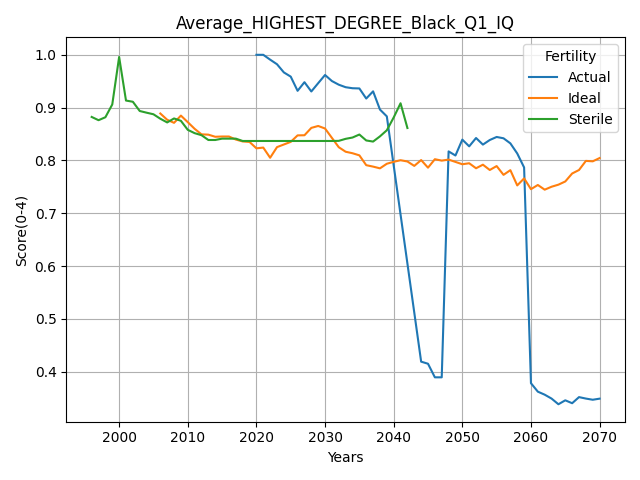 Average_HIGHEST_DEGREE_Black_Q1_IQ
Fertility
Actual
Ideal
Sterile
Score(0-4)
1.0
0.9
0.8
0.7
0.6
0.5
0.4
2000 2010 2020 2030 2040 2050 2060 2070
Years